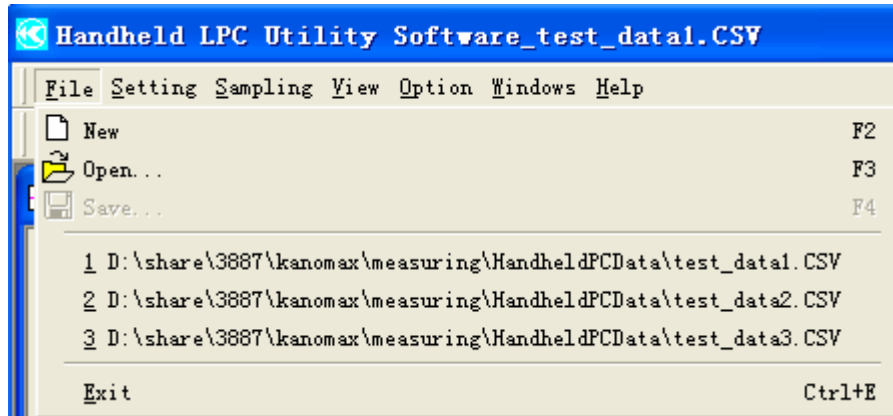 Handheld LPC Utility Software_test_data1.CSV
File Setting Sampling View Option Windows Help
New F2
Open... F3
Save... F4
1 D:\share\3887\kanomax\measuring\HandheldPCData\test_data1.CSV
2 D:\share\3887\kanomax\measuring\HandheldPCData\test_data2.CSV
3 D:\share\3887\kanomax\measuring\HandheldPCData\test_data3.CSV
Exit Ctrl+E